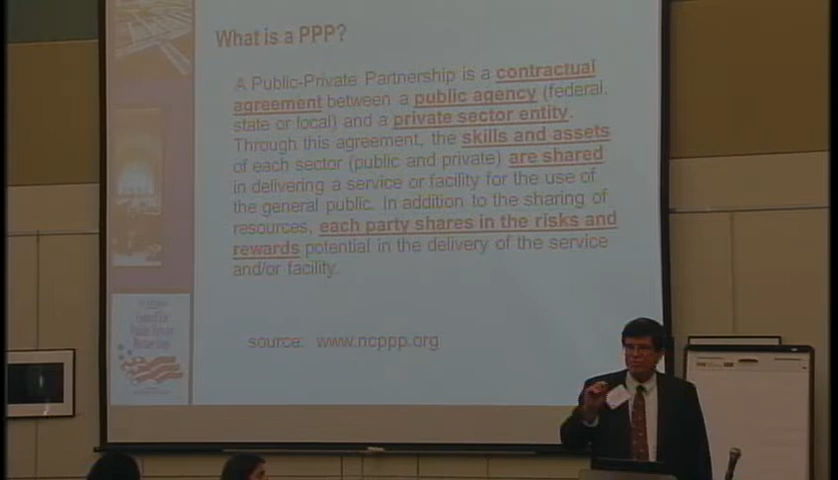 What is a PPP?
A Public-Private Partnership is a contractual
agreement between a public agency (federal,
state or local) and a private sector entity.
Through this agreement, the skills and assets
of each sector (public and private) are shared
in delivering a service or facility for the use of
the general public. In addition to the sharing of
resources, each party shares in the risks and
rewards potential in the delivery of the service
and/or facility.
source: www.ncppp.org